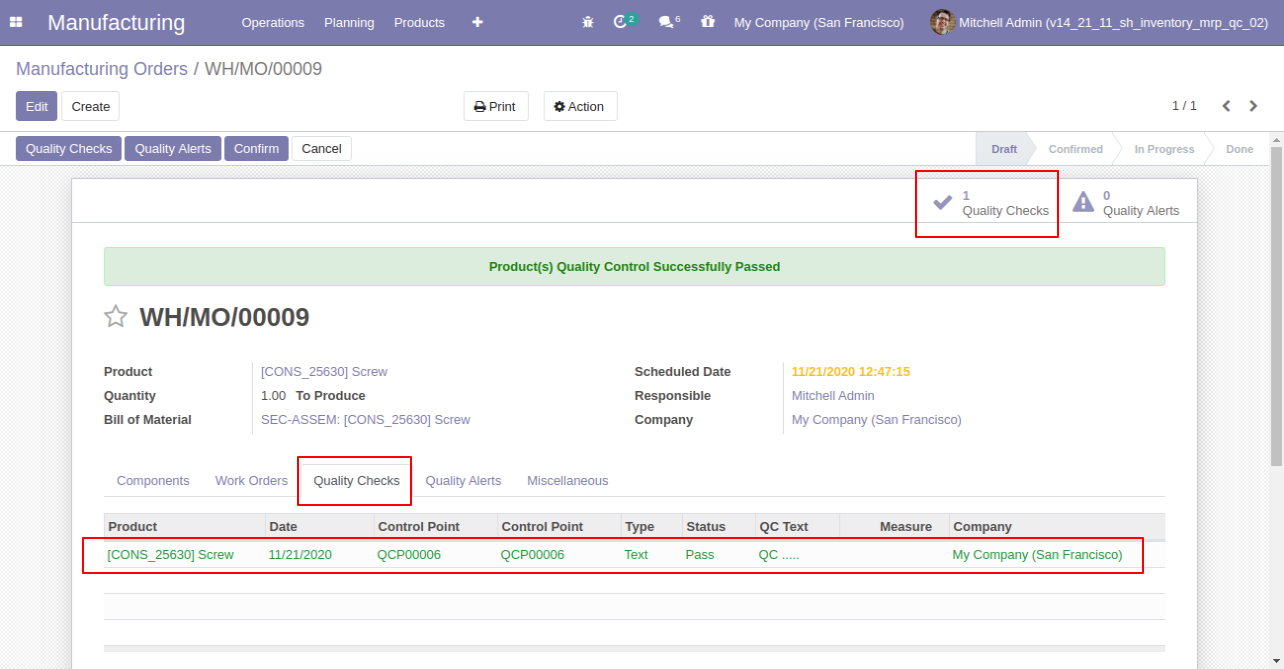 Manufacturing Operations Planning Products + 2 6 My Company (San Francisco) Mitchell Admin (v14_21_11_sh_inventory_mrp_qc_02)
Manufacturing Orders / WH/MO/00009
Edit Create Print Action 1 / 1
Quality Checks Quality Alerts Confirm Cancel Draft Confirmed In Progress Done
1 Quality Checks 0 Quality Alerts
Product(s) Quality Control Successfully Passed
WH/MO/00009
Product [CONS_25630] Screw Scheduled Date 11/21/2020 12:47:15
Quantity 1.00 To Produce Responsible Mitchell Admin
Bill of Material SEC-ASSEM: [CONS_25630] Screw Company My Company (San Francisco)
Components Work Orders Quality Checks Quality Alerts Miscellaneous
Product Date Control Point Control Point Type Status QC Text Measure Company
[CONS_25630] Screw 11/21/2020 QCP00006 QCP00006 Text Pass QC ..... My Company (San Francisco)